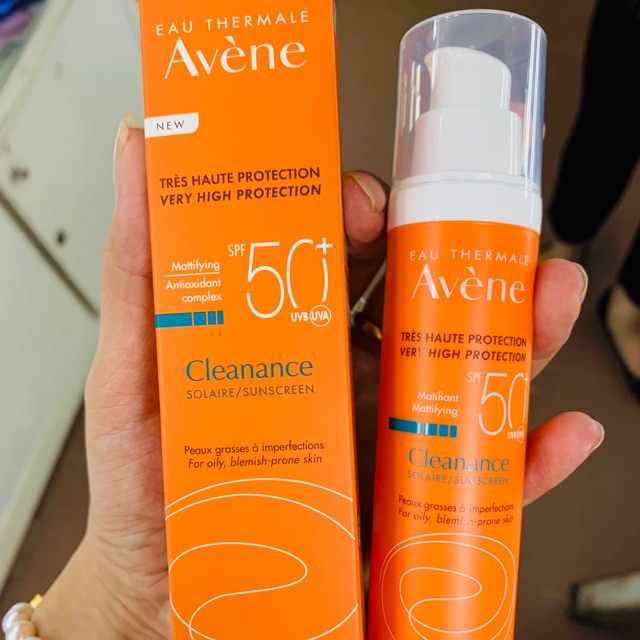 EAU THERMALE
Avène
NEW
TRÈS HAUTE PROTECTION
VERY HIGH PROTECTION
Mattifying
Antioxidant
complex
SPF
50+
UVB UVA
Cleanance
SOLAIRE/SUNSCREEN
Peaux grasses à imperfections
For oily, blemish-prone skin
EAU THERMALE
Avène
TRÈS HAUTE PROTECTION
VERY HIGH PROTECTION
Matifiant
Mattifying
SPF
50+
UVB
Cleanance
SOLAIRE/SUNSCREEN
Peaux grasses à imperfections
For oily, blemish-prone skin